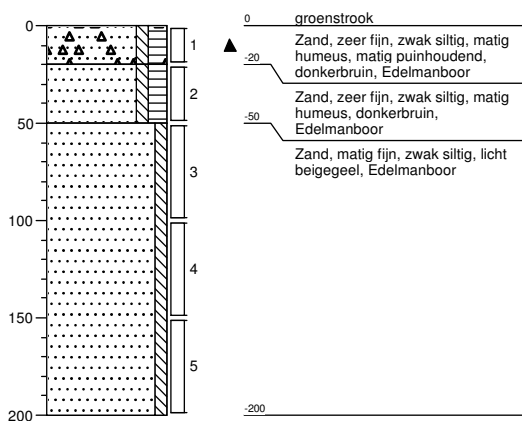 0
50
100
150
200
1
2
3
4
5
0
groenstrook
Zand, zeer fijn, zwak siltig, matig
humeus, matig puinhoudend,
donkerbruin, Edelmanboor
-20
Zand, zeer fijn, zwak siltig, matig
humeus, donkerbruin,
Edelmanboor
-50
Zand, matig fijn, zwak siltig, licht
beigegeel, Edelmanboor
-200